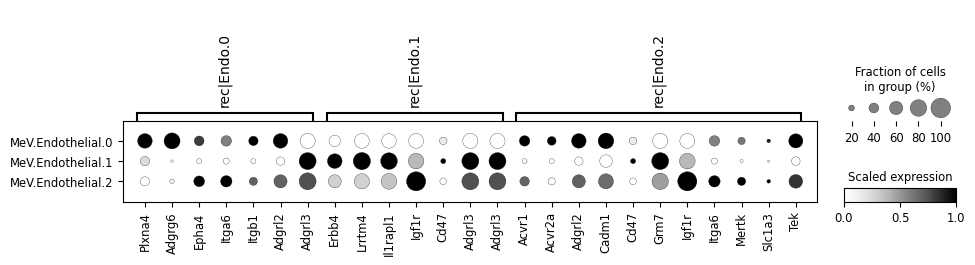 rec|Endo.0
rec|Endo.1
rec|Endo.2
MeV.Endothelial.0
MeV.Endothelial.1
MeV.Endothelial.2
Plxna4
Adgrg6
Epha4
Itga6
Itgb1
Adgrl2
Adgrl3
Erbb4
Lrrtm4
Il1rapl1
Igf1r
Cd47
Adgrl3
Adgrl3
Acvr1
Acvr2a
Adgrl2
Cadm1
Cd47
Grm7
Igf1r
Itga6
Mertk
Slc1a3
Tek
Fraction of cells
in group (%)
20 40 60 80 100
Scaled expression
0.0 0.5 1.0